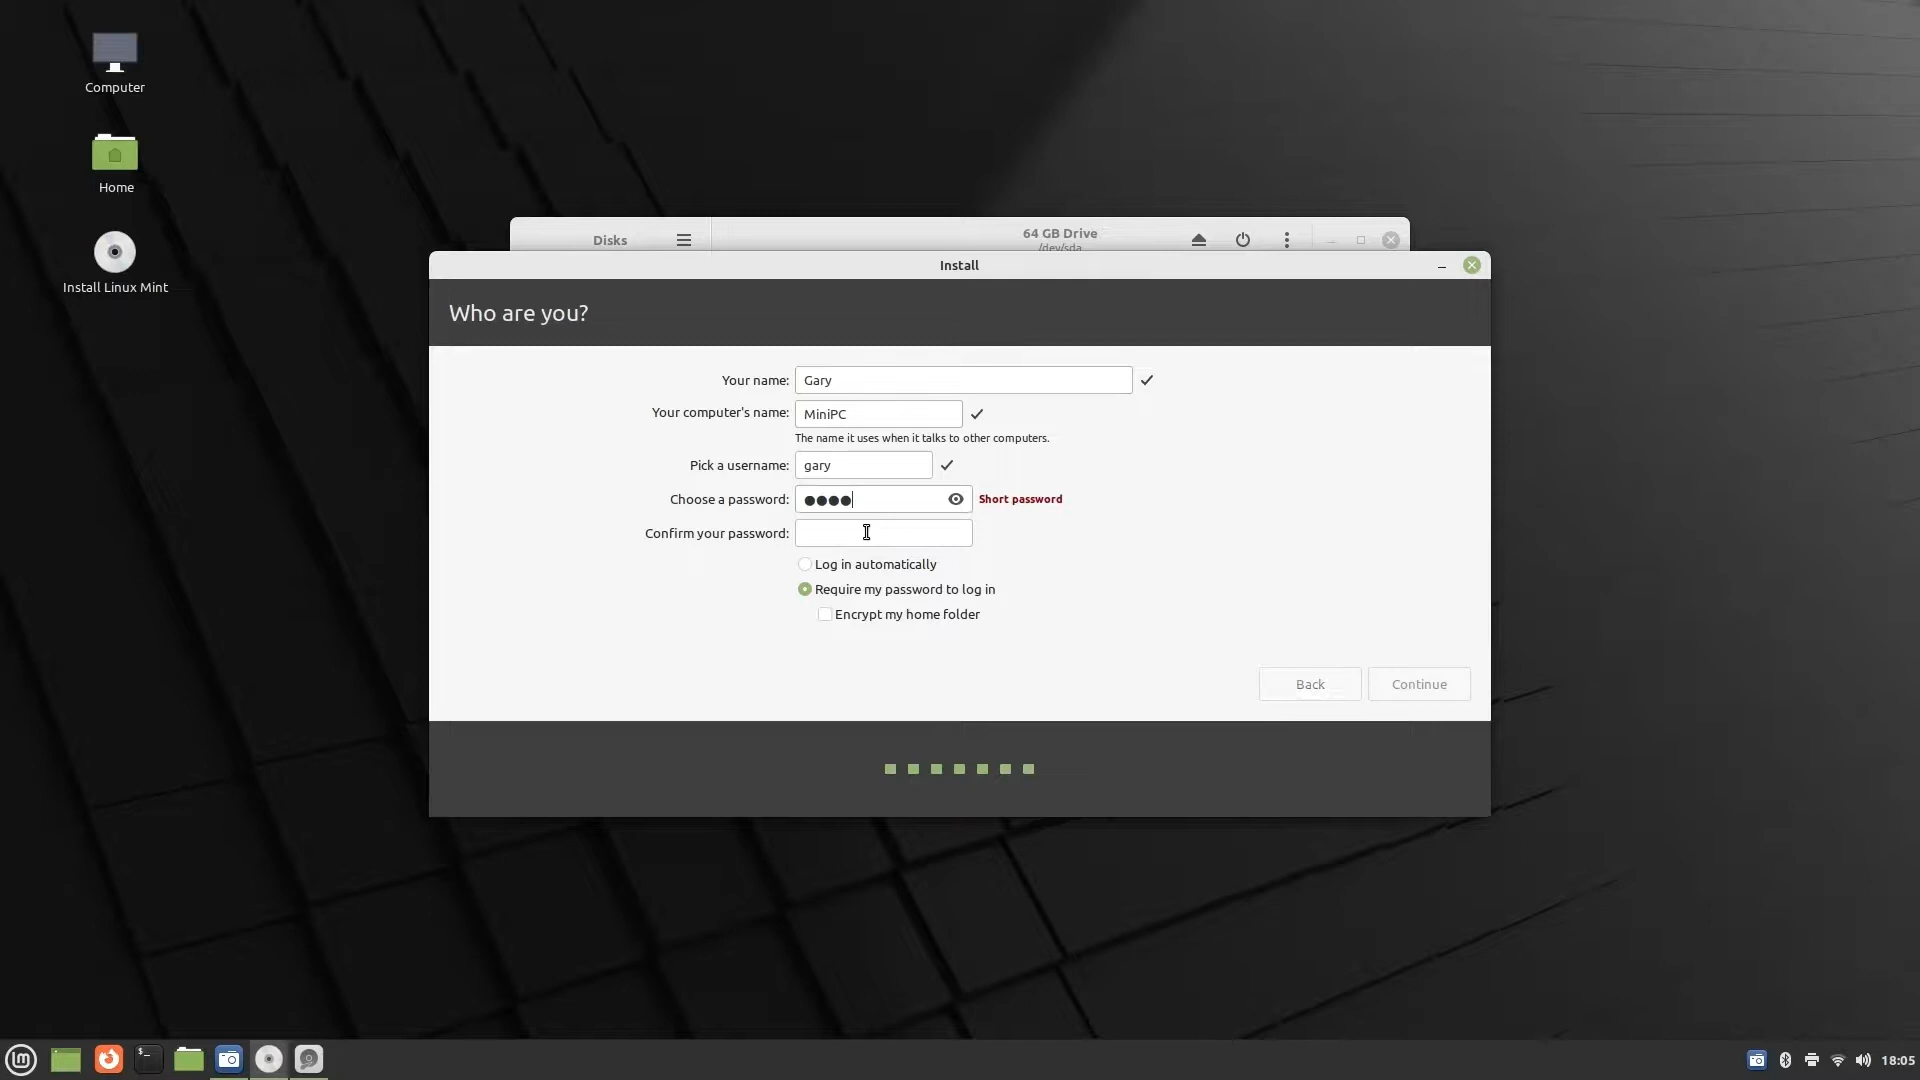 Computer
Home
Install Linux Mint
Disks
64 GB Drive
/dev/sda
Install
Who are you?
Your name: Gary
Your computer's name: MiniPC
The name it uses when it talks to other computers.
Pick a username: gary
Choose a password: ●●●● Short password
Confirm your password:
Log in automatically
Require my password to log in
Encrypt my home folder
Back Continue
18:05